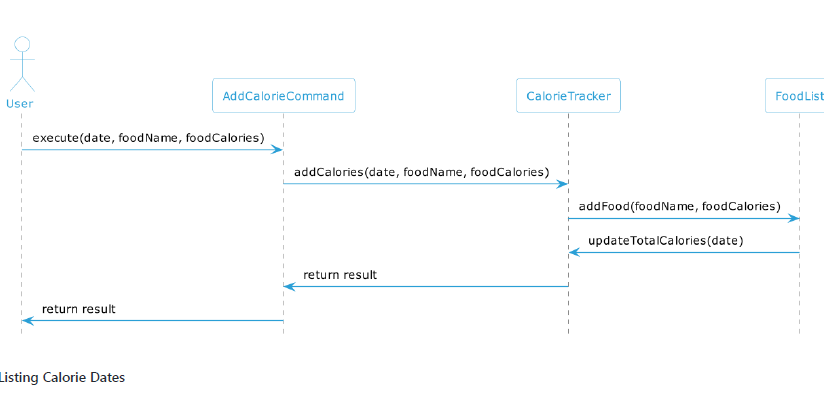 User
AddCalorieCommand
CalorieTracker
FoodList
execute(date, foodName, foodCalories)
addCalories(date, foodName, foodCalories)
addFood(foodName, foodCalories)
updateTotalCalories(date)
return result
return result
Listing Calorie Dates